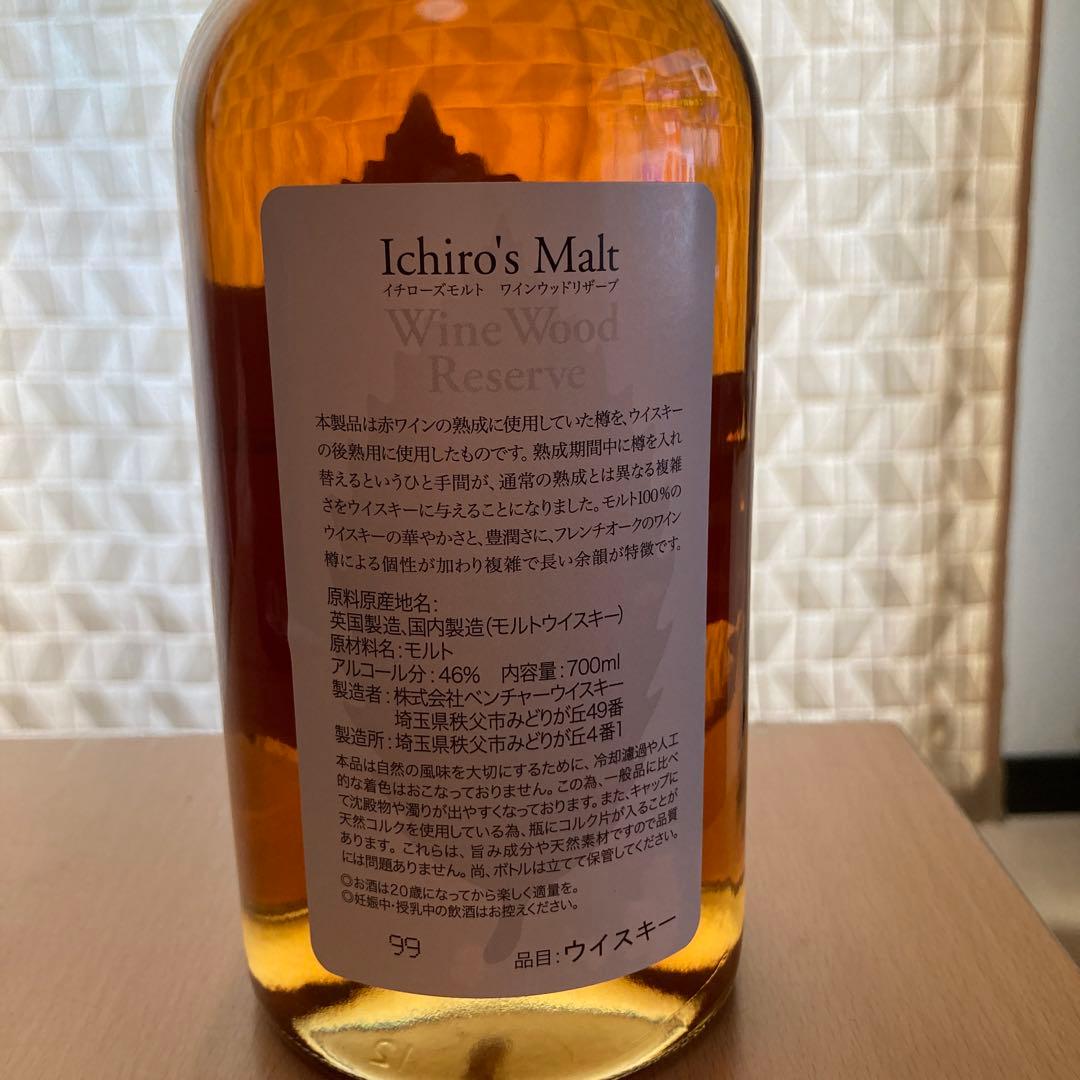 Ichiro's Malt
イチローズモルト ワインウッドリザーブ
Wine Wood
Reserve
本製品は赤ワインの熟成に使用していた樽を、ウイスキー
の後熟用に使用したものです。熟成期間中に樽を入れ
替えるというひと手間が、通常の熟成とは異なる複雑
さをウイスキーに与えることになりました。モルト100%の
ウイスキーの華やかさと、豊潤さに、フレンチオークのワイン
樽による個性が加わり複雑で長い余韻が特徴です。
原料原産地名:
英国製造、国内製造(モルトウイスキー)
原材料名:モルト
アルコール分:46% 内容量:700ml
製造者:株式会社ベンチャーウイスキー
埼玉県秩父市みどりが丘49番
製造所:埼玉県秩父市みどりが丘4番1
本品は自然の風味を大切にするために、冷却濾過や人工
的な着色はおこなっておりません。この為、一般品に比べ
て沈殿物や濁りが出やすくなっております。また、キャップに
天然コルクを使用している為、瓶にコルク片が入ることが
あります。これらは、旨み成分や天然素材ですので品質
には問題ありません。尚、ボトルは立てて保管してください。
◎お酒は20歳になってから楽しく適量を。
◎妊娠中・授乳中の飲酒はお控えください。
99
品目:ウイスキー
12